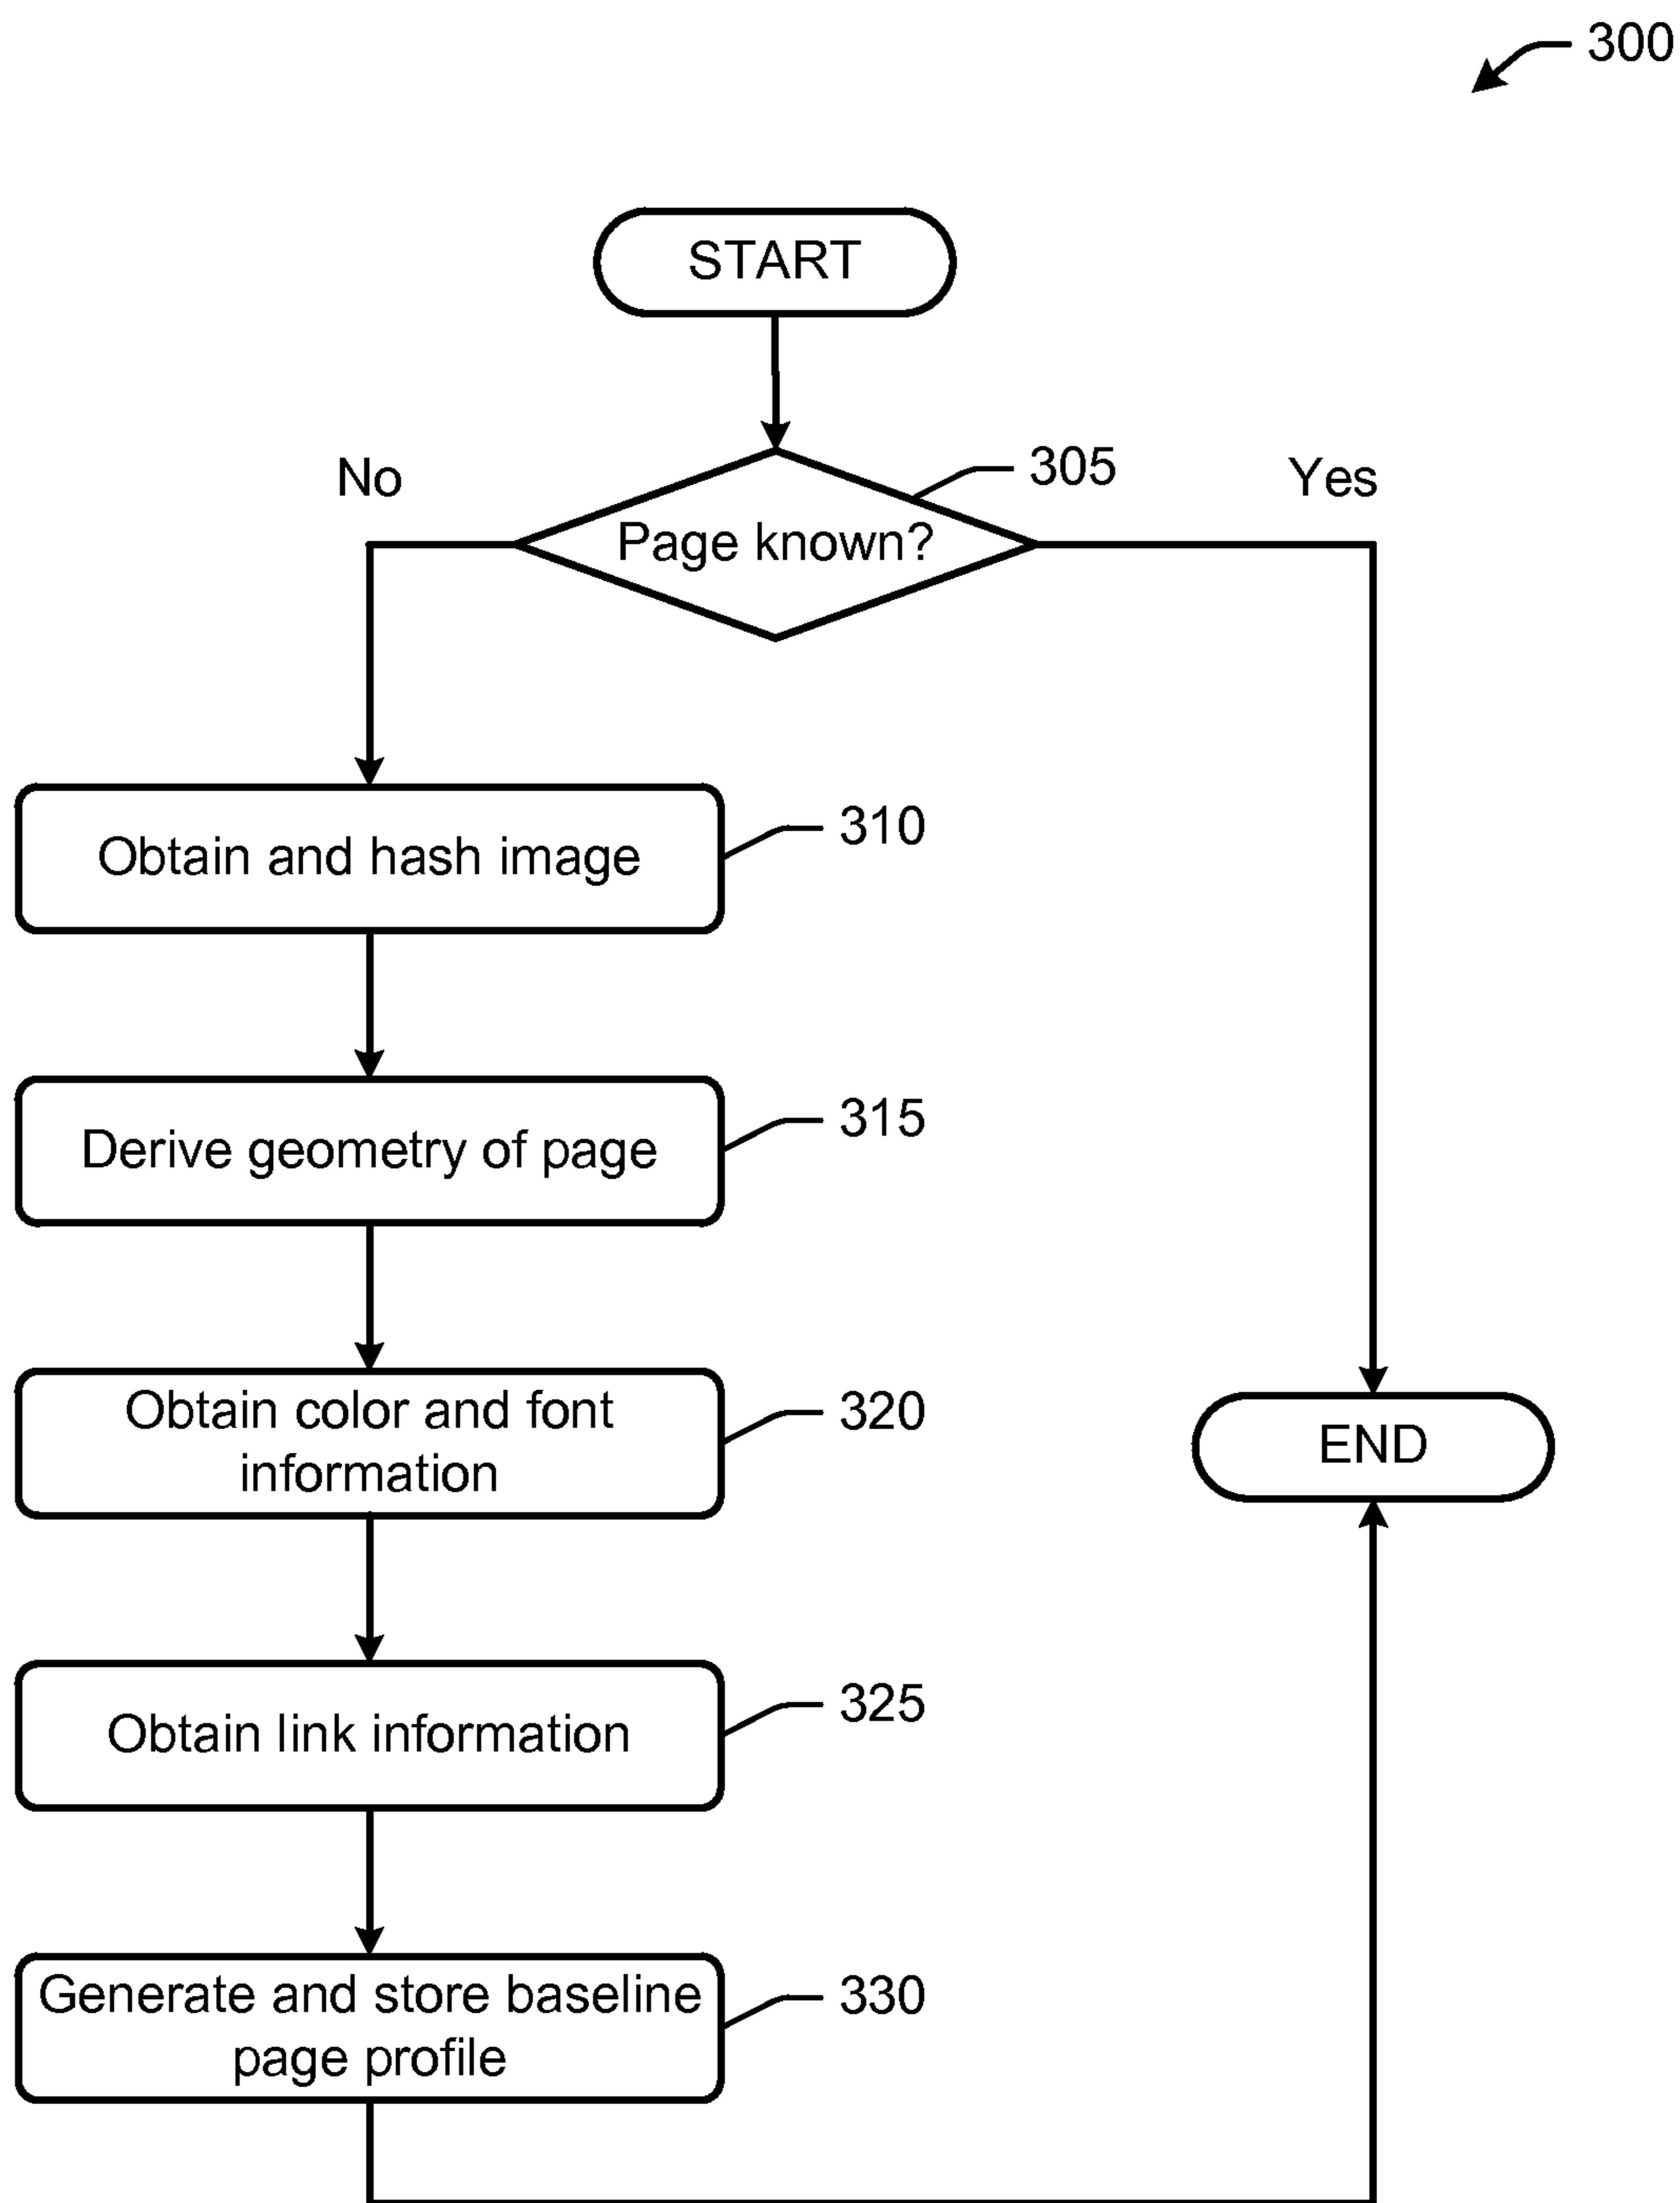 300
START
No
305
Yes
Page known?
Obtain and hash image
310
Derive geometry of page
315
Obtain color and font
information
320
END
Obtain link information
325
Generate and store baseline
page profile
330